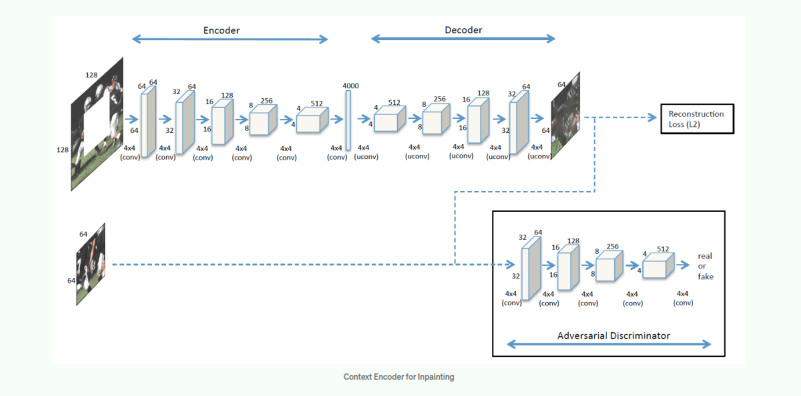 Encoder
Decoder
128
128
64 64
64
4x4
(conv)
32 64
32
4x4
(conv)
16 128
16
4x4
(conv)
8 256
8
4x4
(conv)
4 512
4
4x4
(conv)
4000
4x4
(conv)
4x4
(uconv)
4 512
4
4x4
(uconv)
8 256
8
4x4
(uconv)
16 128
16
4x4
(uconv)
32 64
32
4x4
(uconv)
64
64
Reconstruction
Loss (L2)
64
64
4x4
(conv)
32 64
32
4x4
(conv)
16 128
16
4x4
(conv)
8 256
8
4x4
(conv)
4 512
4
4x4
(conv)
real
or
fake
Adversarial Discriminator
Context Encoder for Inpainting